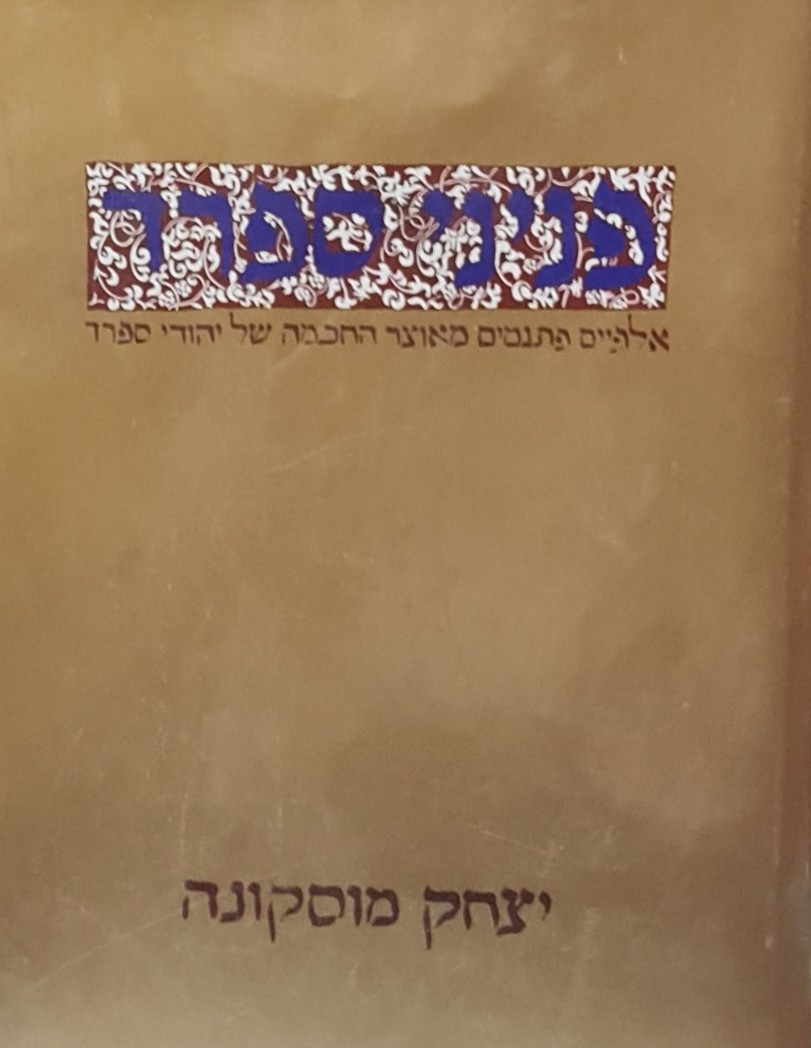 פניני ספרד
אלפיים פתגמים מאוצר החכמה של יהודי ספרד
יצחק מוסקונה